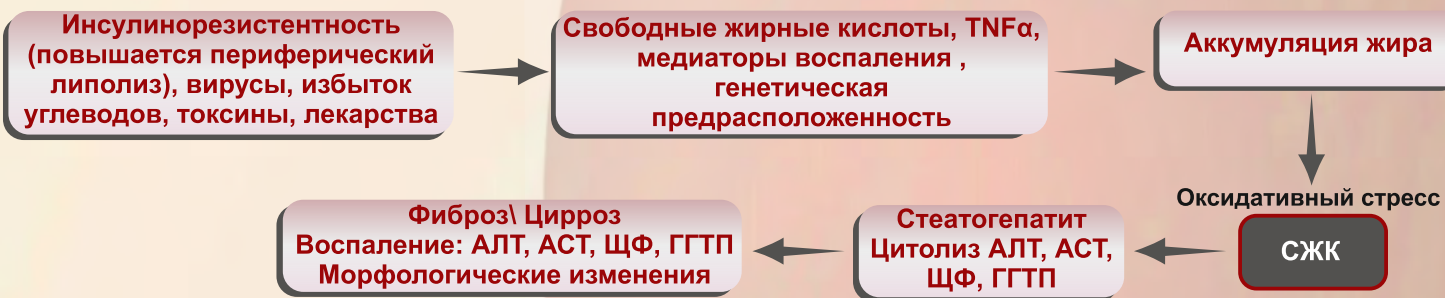 Инсулинорезистентность
(повышается периферический
липолиз), вирусы, избыток
углеводов, токсины, лекарства
Свободные жирные кислоты, TNFα,
медиаторы воспаления ,
генетическая
предрасположенность
Аккумуляция жира
Оксидативный стресс
СЖК
Стеатогепатит
Цитолиз АЛТ, АСТ,
ЩФ, ГГТП
Фиброз\ Цирроз
Воспаление: АЛТ, АСТ, ЩФ, ГГТП
Морфологические изменения